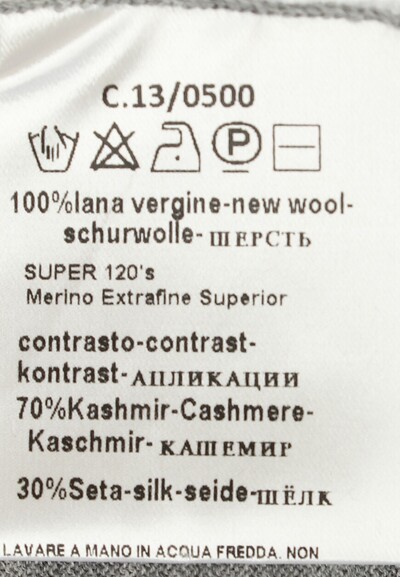 C.13/0500
P
100%lana vergine-new wool-
schurwolle-ШЕРСТЬ
SUPER 120's
Merino Extrafine Superior
contrasto-contrast-
kontrast-АПЛИКАЦИИ
70%Kashmir-Cashmere-
Kaschmir-КАШЕМИР
30%Seta-silk-seide-ШЁЛК
LAVARE A MANO IN ACQUA FREDDA. NON